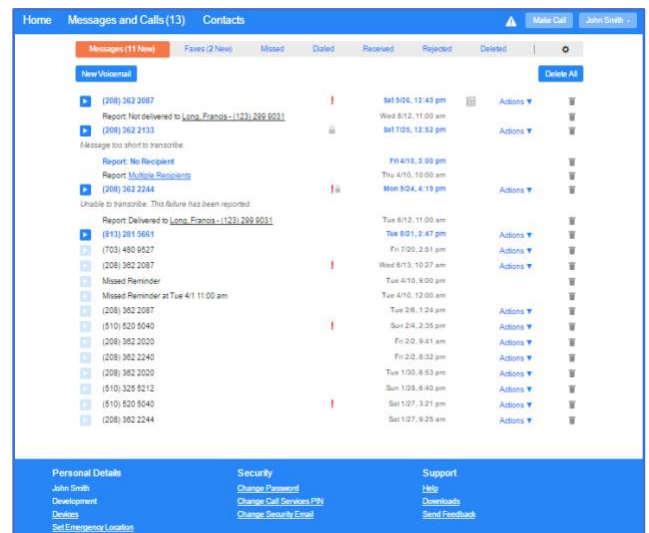 Home Messages and Calls (13) Contacts Make Call John Smith
Messages (11 New) Faxes (2 New) Missed Dialed Received Rejected Deleted
New Voicemail Delete All
(208) 362 2087 ! Sat 5/26, 12:43 pm Actions ▼
Report: Not delivered to Long, Francis - (123) 299 9031 Wed 8/12, 11:00 am
(208) 362 2133 Sat 7/25, 12:52 pm Actions ▼
Message too short to transcribe.
Report: No Recipient Fri 4/10, 3:00 pm
Report: Multiple Recipients Thu 4/10, 10:00 am
(208) 362 2244 ! Mon 9/24, 4:19 pm Actions ▼
Unable to transcribe. This failure has been reported.
Report: Delivered to Long, Francis - (123) 299 9031 Tue 8/12, 11:00 am
(813) 281 5661 Tue 8/21, 2:47 pm Actions ▼
(703) 480 9527 Fri 7/20, 2:51 pm Actions ▼
(208) 362 2087 ! Wed 6/13, 10:27 am Actions ▼
Missed Reminder Tue 4/10, 9:00 pm
Missed Reminder at Tue 4/1 11:00 am Tue 4/10, 12:00 am
(208) 362 2087 Tue 2/6, 1:24 pm Actions ▼
(510) 520 5040 ! Sun 2/4, 2:35 pm Actions ▼
(208) 362 2020 Fri 2/2, 9:41 am Actions ▼
(208) 362 2240 Fri 2/2, 8:32 pm Actions ▼
(208) 362 2020 Tue 1/30, 6:53 pm Actions ▼
(510) 325 5212 Sun 1/28, 6:40 pm Actions ▼
(510) 520 5040 ! Sat 1/27, 3:21 pm Actions ▼
(208) 362 2244 Sat 1/27, 9:25 am Actions ▼
Personal Details Security Support
John Smith Change Password Help
Development Change Call Services PIN Downloads
Devices Change Security Email Send Feedback
Set Emergency Location